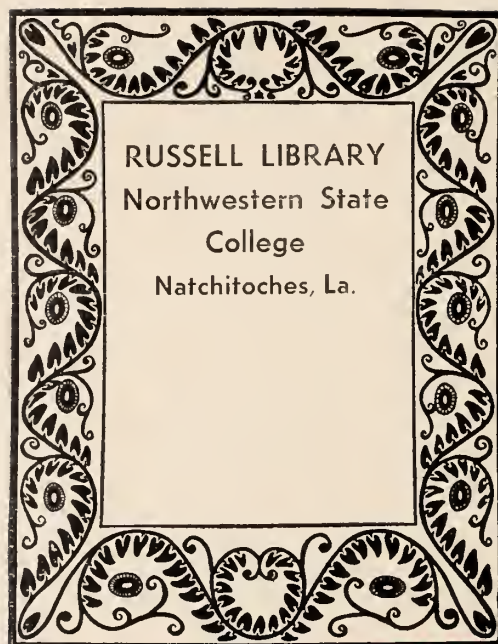 RUSSELL LIBRARY
Northwestern State
College
Natchitoches, La.